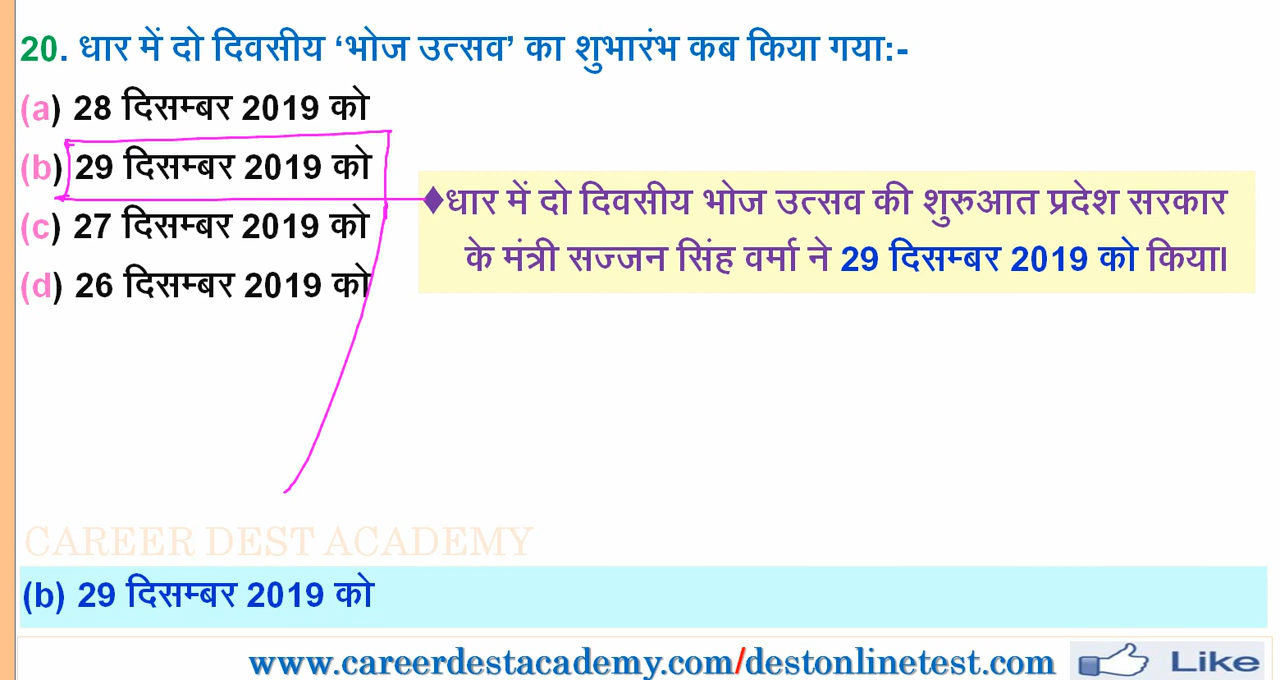 20. धार में दो दिवसीय ‘भोज उत्सव’ का शुभारंभ कब किया गया:-
(a) 28 दिसम्बर 2019 को
(b) 29 दिसम्बर 2019 को
(c) 27 दिसम्बर 2019 को
(d) 26 दिसम्बर 2019 को
♦धार में दो दिवसीय भोज उत्सव की शुरुआत प्रदेश सरकार
के मंत्री सज्जन सिंह वर्मा ने 29 दिसम्बर 2019 को किया।
CAREER DEST ACADEMY
(b) 29 दिसम्बर 2019 को
www.careerdestacademy.com/destonlinetest.com Like